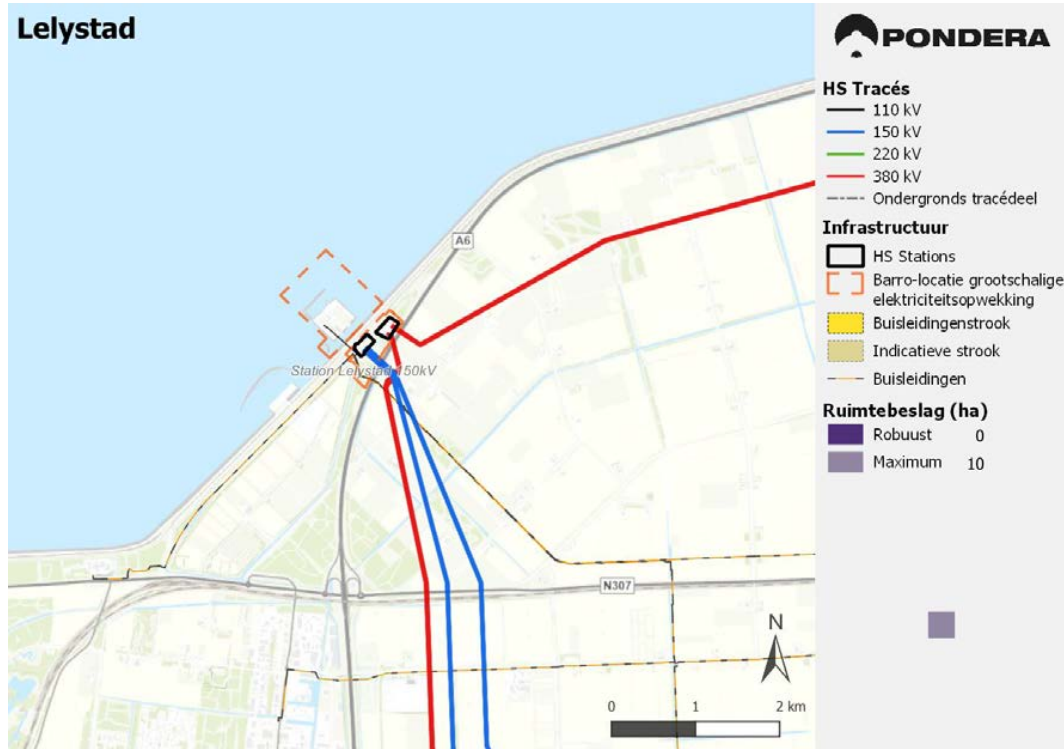 Lelystad
A6
Station Lelystad 150kV
N307
N
0 1 2 km
PONDERA
HS Tracés
110 kV
150 kV
220 kV
380 kV
Ondergronds tracédeel
Infrastructuur
HS Stations
Barro-locatie grootschalige
elektriciteitsopwekking
Buisleidingenstrook
Indicatieve strook
Buisleidingen
Ruimtebeslag (ha)
Robuust 0
Maximum 10